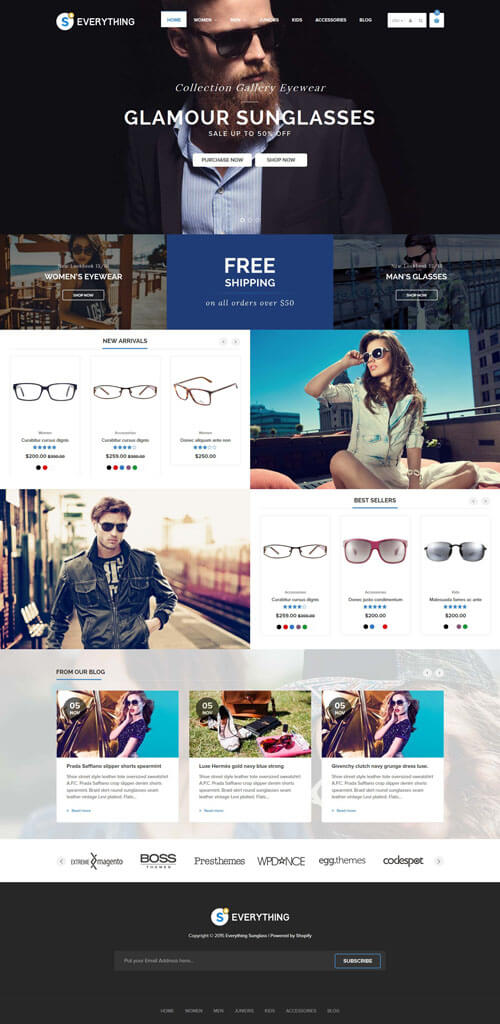 S EVERYTHING
HOME WOMEN MEN JUNIORS KIDS ACCESSORIES BLOG
Collection Gallery Eyewear
GLAMOUR SUNGLASSES
SALE UP TO 50% OFF
PURCHASE NOW SHOP NOW
New Lookbook 15/16
WOMEN'S EYEWEAR
SHOP NOW
FREE
SHIPPING
on all orders over $50
New Lookbook 15/16
MAN'S GLASSES
SHOP NOW
NEW ARRIVALS
Women
Curabitur cursus dignis
$200.00 $300.00
Accessories
Curabitur cursus dignis
$259.00 $350.00
Women
Donec aliquam ante non
$250.00
BEST SELLERS
Accessories
Curabitur cursus dignis
$259.00 $350.00
Accessories
Donec justo condimentum
$200.00
Kids
Malesuada fames ac ante
$200.00
FROM OUR BLOG
05
NOV
Prada Saffiano slipper shorts spearmint
Shoe street style leather tote oversized sweatshirt
A.P.C. Prada Saffiano crop slipper denim shorts
spearmint. Braid skirt round sunglasses seam
leather vintage Levi plaited. Flats...
Read more
05
NOV
Luxe Hermès gold navy blue strong
Shoe street style leather tote oversized sweatshirt
A.P.C. Prada Saffiano crop slipper denim shorts
spearmint. Braid skirt round sunglasses seam
leather vintage Levi plaited. Flats...
Read more
05
NOV
Givenchy clutch navy grunge dress luxe.
Shoe street style leather tote oversized sweatshirt
A.P.C. Prada Saffiano crop slipper denim shorts
spearmint. Braid skirt round sunglasses seam
leather vintage Levi plaited. Flats...
Read more
EXTREME magento
BOSS
THEMES
Presthemes
WPDANCE
egg.themes
codespot
S EVERYTHING
Copyright © 2015 Everything Sunglass / Powered by Shopify
Put your Email Address here... SUBSCRIBE
HOME WOMEN MEN JUNIORS KIDS ACCESSORIES BLOG